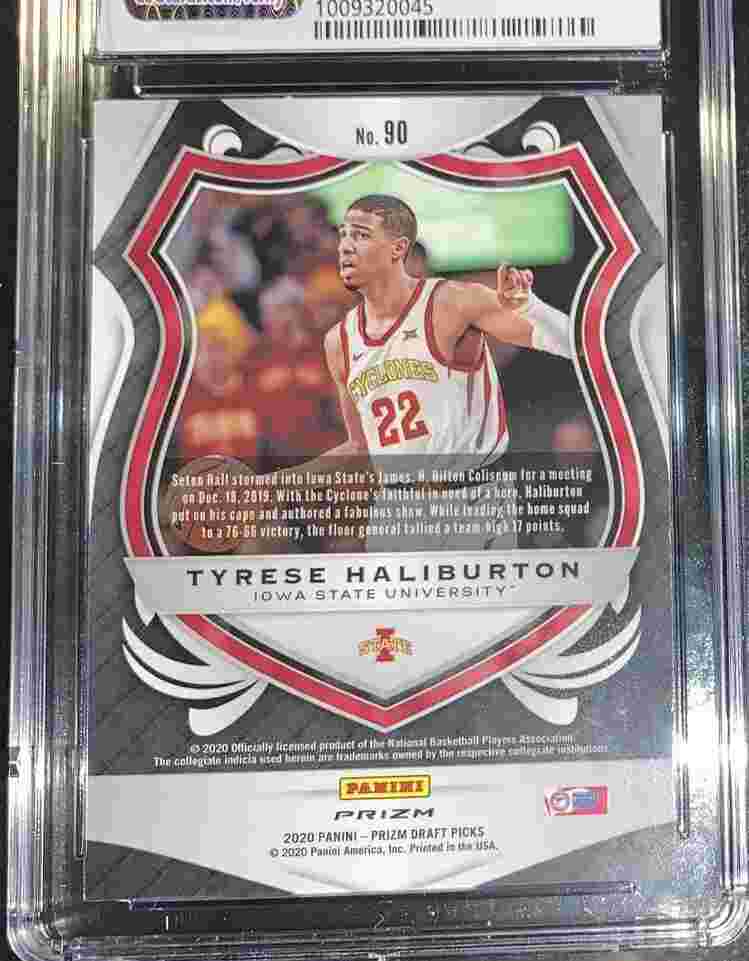 1009320045
No. 90
CYCLONES
22
Seton Hall stormed into Iowa State's James. H. Hilton Coliseum for a meeting
on Dec. 18, 2019. With the Cyclone's faithful in need of a hero, Haliburton
put on his cape and authored a fabulous show. While leading the home squad
to a 76-66 victory, the floor general tallied a team-high 17 points.
TYRESE HALIBURTON
IOWA STATE UNIVERSITY™
I STATE
© 2020 Officially licensed product of the National Basketball Players Association.
The collegiate indicia used herein are trademarks owned by the respective collegiate institutions.
PANINI
PRIZM
2020 PANINI – PRIZM DRAFT PICKS
© 2020 Panini America, Inc. Printed in the USA.